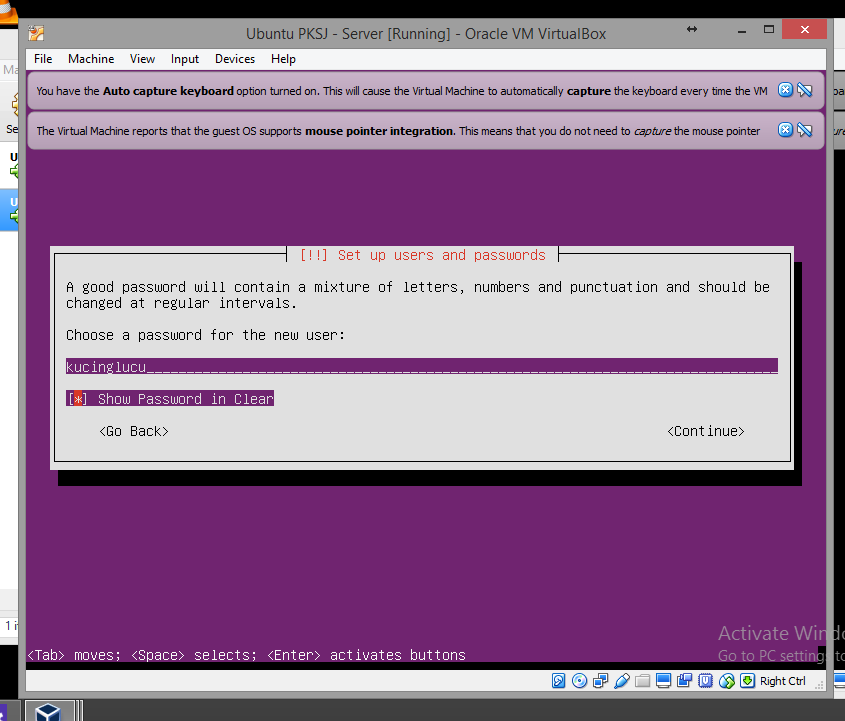 Ubuntu PKSJ - Server [Running] - Oracle VM VirtualBox
File Machine View Input Devices Help
You have the Auto capture keyboard option turned on. This will cause the Virtual Machine to automatically capture the keyboard every time the VM
The Virtual Machine reports that the guest OS supports mouse pointer integration. This means that you do not need to capture the mouse pointer
[!!] Set up users and passwords
A good password will contain a mixture of letters, numbers and punctuation and should be
changed at regular intervals.
Choose a password for the new user:
kucinglucu
[*] Show Password in Clear
<Go Back> <Continue>
<Tab> moves; <Space> selects; <Enter> activates buttons
Activate Windo
Go to PC settings to
Right Ctrl